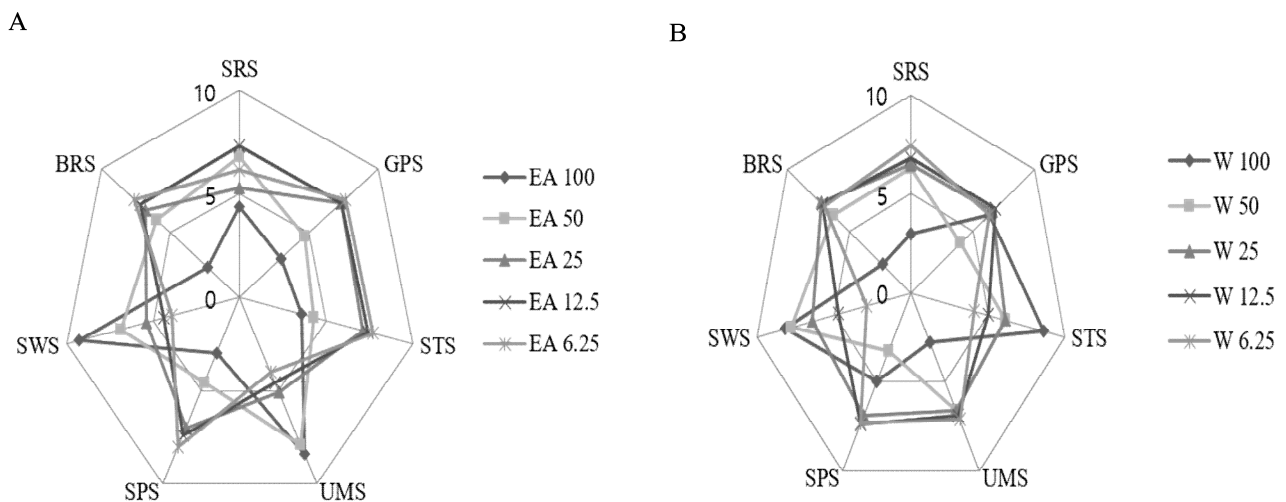 A
SRS
10
BRS
GPS
5
0
SWS
STS
SPS
UMS
EA 100
EA 50
EA 25
EA 12.5
EA 6.25
B
SRS
10
BRS
GPS
5
0
SWS
STS
SPS
UMS
W 100
W 50
W 25
W 12.5
W 6.25